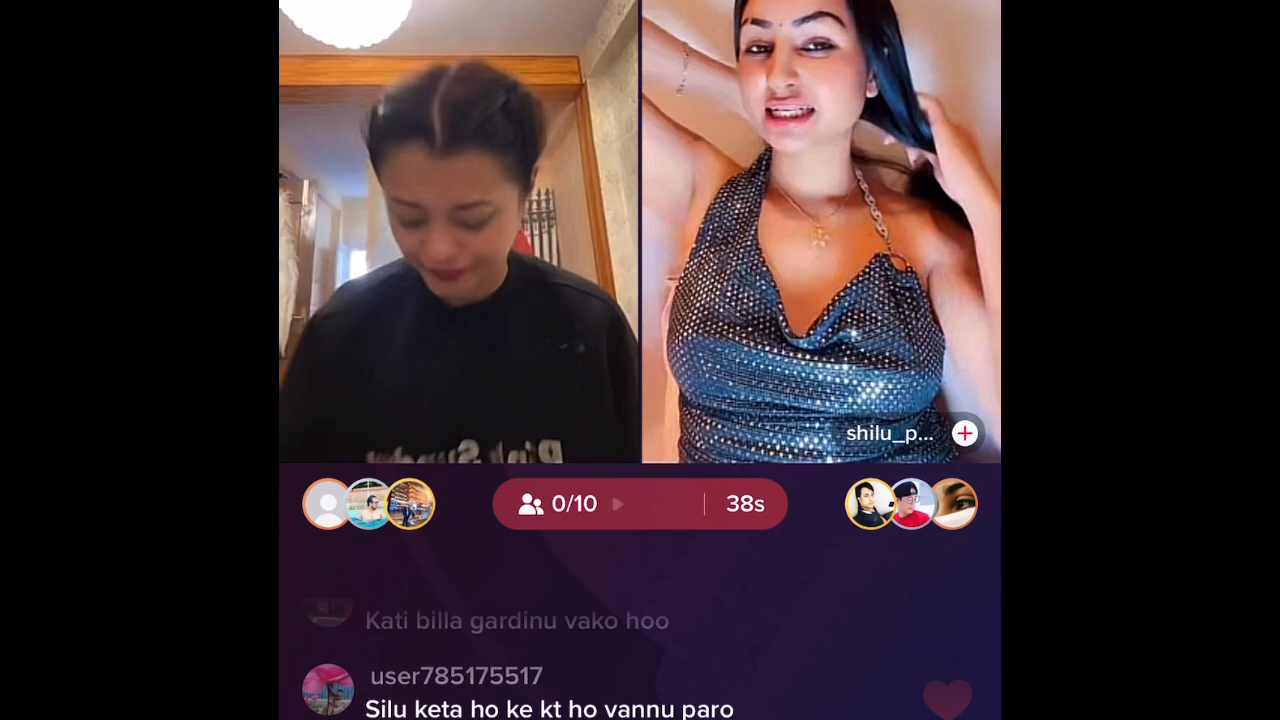 shilu_p...
0/10
38s
Kati billa gardinu vako hoo
user785175517
Silu keta ho ke kt ho vannu paro